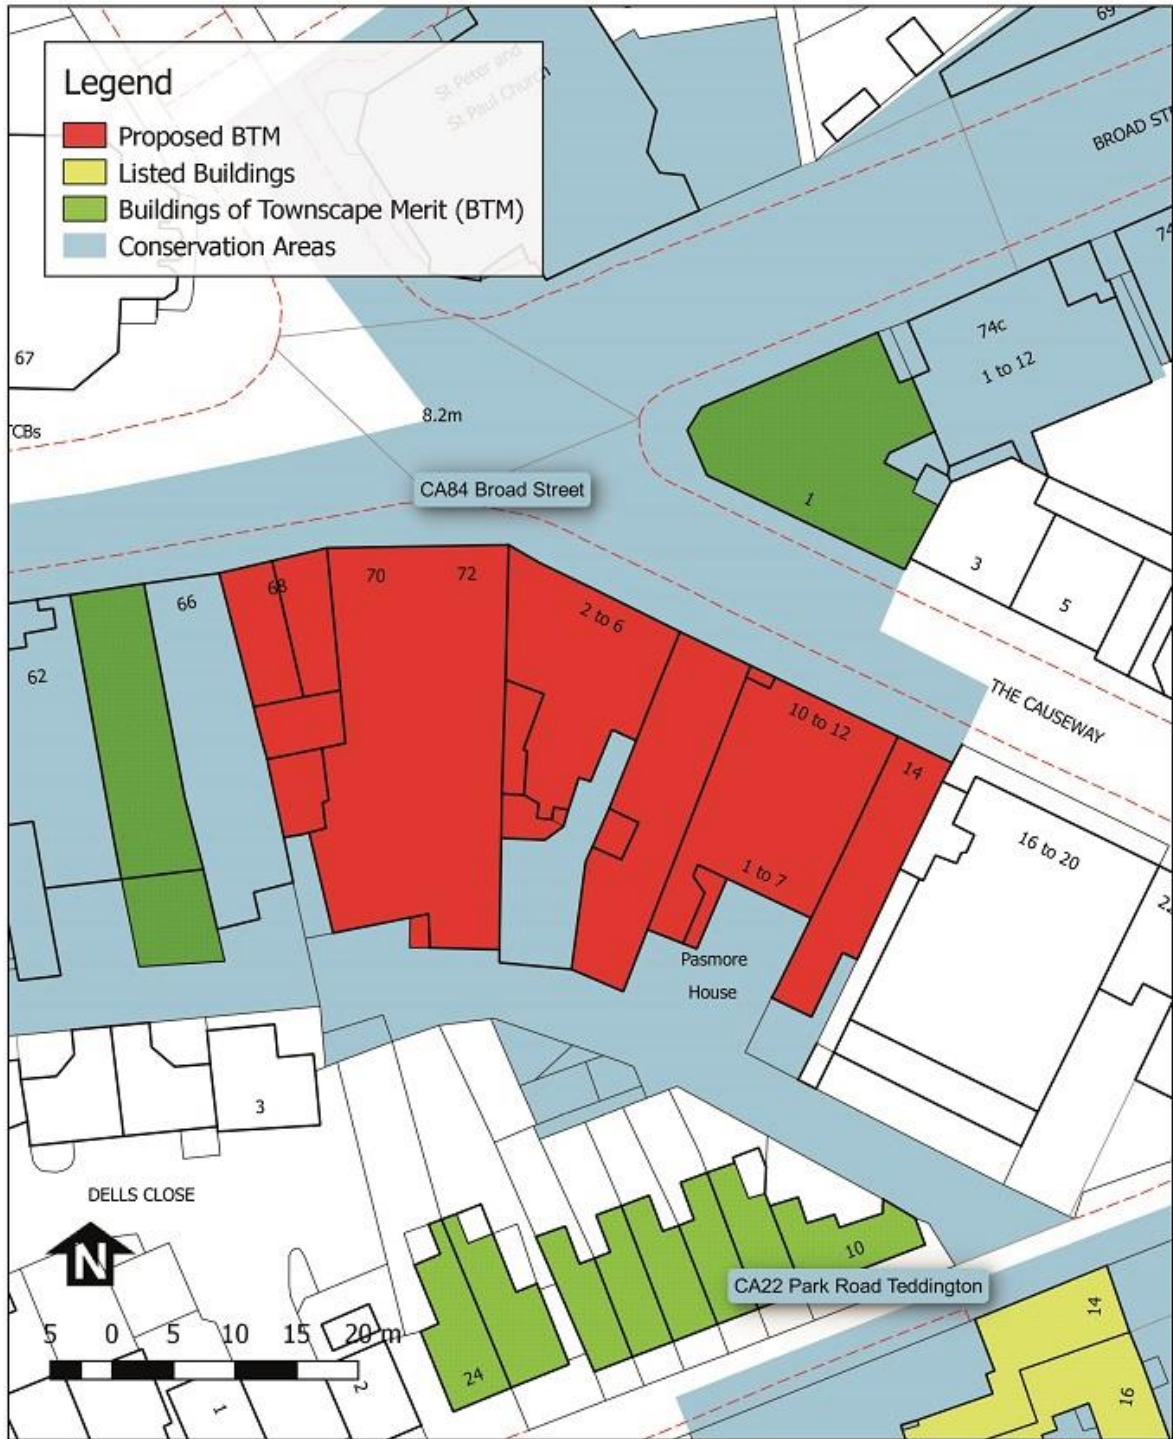 Legend
Proposed BTM
Listed Buildings
Buildings of Townscape Merit (BTM)
Conservation Areas
St Peter and
St Paul Church
69
BROAD ST
74
74c
1 to 12
67
TCBs
8.2m
CA84 Broad Street
1
3
5
THE CAUSEWAY
62
66
68
70
72
2 to 6
10 to 12
14
1 to 7
16 to 20
Pasmore
House
3
DELLS CLOSE
N
5 0 5 10 15 20 m
24
10
CA22 Park Road Teddington
14
16
1
2